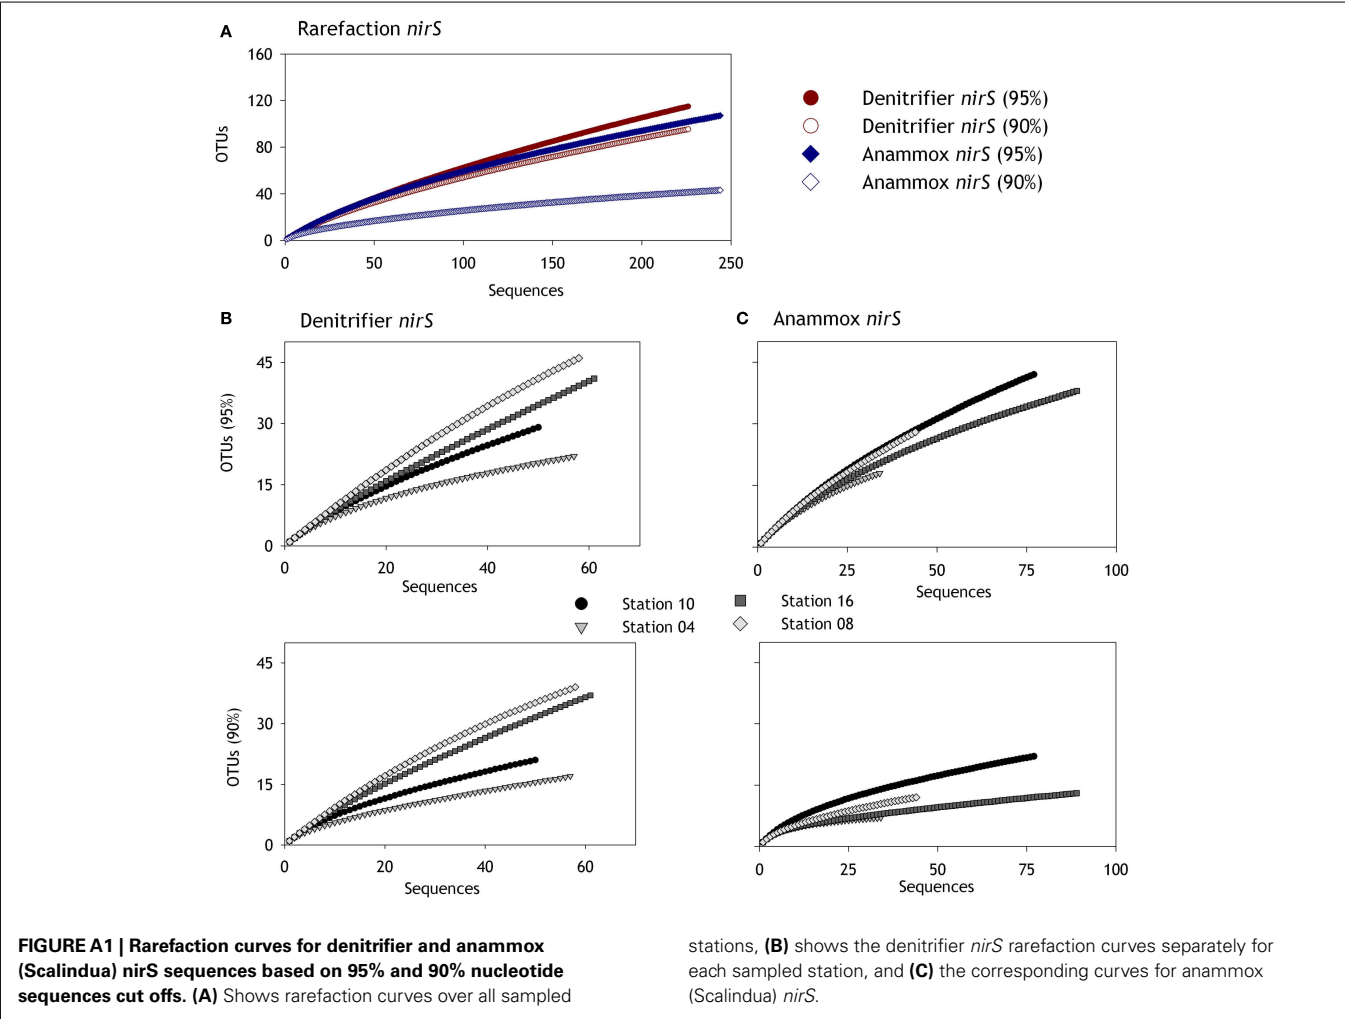 A Rarefaction nirS
160
120
80
40
0
OTUs
0 50 100 150 200 250
Sequences
Denitrifier nirS (95%)
Denitrifier nirS (90%)
Anammox nirS (95%)
Anammox nirS (90%)
B Denitrifier nirS
45
30
15
0
OTUs (95%)
0 20 40 60
Sequences
C Anammox nirS
0 25 50 75 100
Sequences
Station 10 Station 16
Station 04 Station 08
45
30
15
0
OTUs (90%)
0 20 40 60
Sequences
0 25 50 75 100
Sequences
FIGURE A1 | Rarefaction curves for denitrifier and anammox
(Scalindua) nirS sequences based on 95% and 90% nucleotide
sequences cut offs. (A) Shows rarefaction curves over all sampled
stations, (B) shows the denitrifier nirS rarefaction curves separately for
each sampled station, and (C) the corresponding curves for anammox
(Scalindua) nirS.